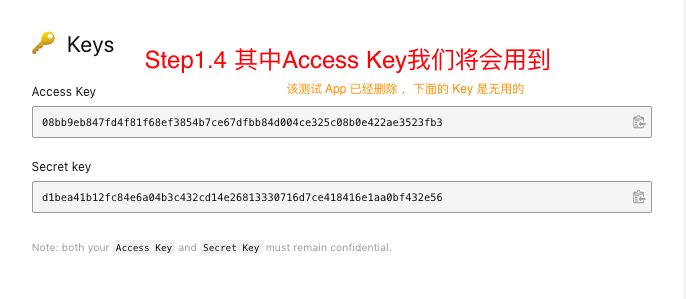 🔑 Keys
Step1.4 其中Access Key我们将会用到
该测试 App 已经删除 ，下面的 Key 是无用的
Access Key
08bb9eb847fd4f81f68ef3854b7ce67dfbb84d004ce325c08b0e422ae3523fb3
Secret key
d1bea41b12fc84e6a04b3c432cd14e26813330716d7ce418416e1aa0bf432e56
Note: both your Access Key and Secret Key must remain confidential.